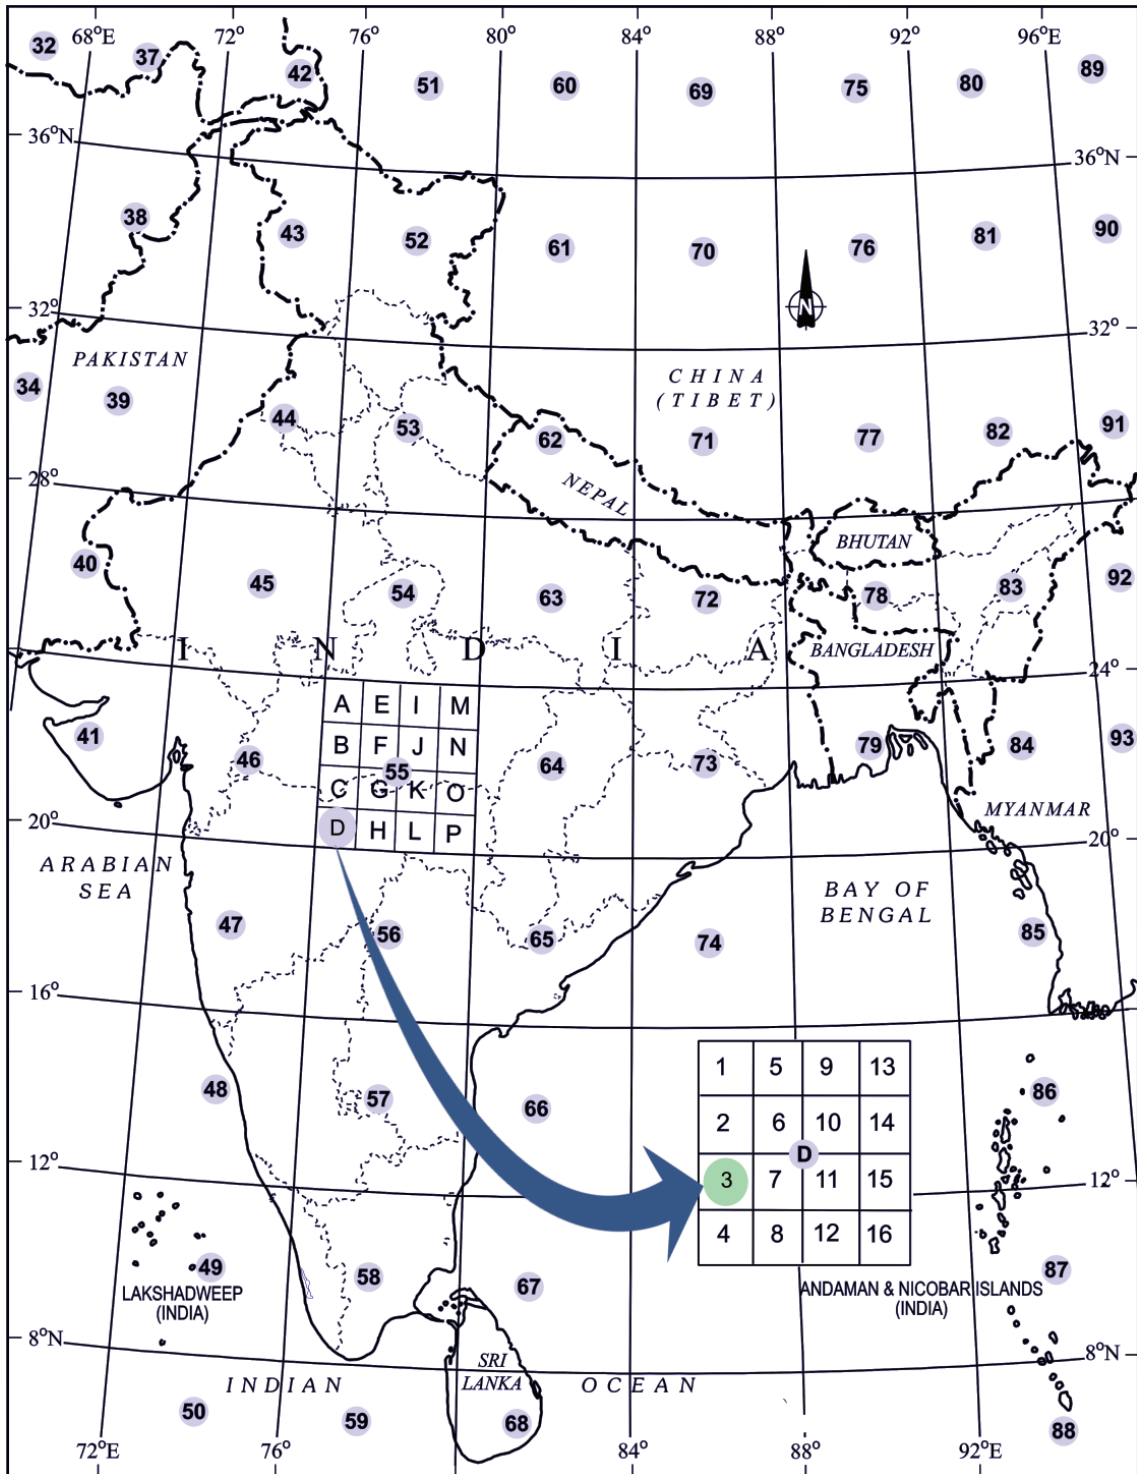 68°E 72° 76° 80° 84° 88° 92° 96°E
32 37 42 51 60 69 75 80 89
36°N 36°N
38 43 52 61 70 76 81 90
N
32° 32°
PAKISTAN
CHINA
(TIBET)
34 39 44 53 62 71 77 82 91
28° 28°
NEPAL
BHUTAN
40 45 54 63 72 78 83 92
I N D I A
BANGLADESH
24°
A E I M
B F J N
41 46 55 64 73 79 84 93
C G K O
D H L P
MYANMAR
20° 20°
ARABIAN
SEA
BAY OF
BENGAL
47 56 65 74 85
16°
1 5 9 13
48 57 66 86
2 6 10 14
D
12° 12°
3 7 11 15
4 8 12 16
49 58 67 87
LAKSHADWEEP
(INDIA)
ANDAMAN & NICOBAR ISLANDS
(INDIA)
8°N 8°N
SRI
LANKA
INDIAN OCEAN
50 59 68 88
72°E 76° 84° 88° 92°E